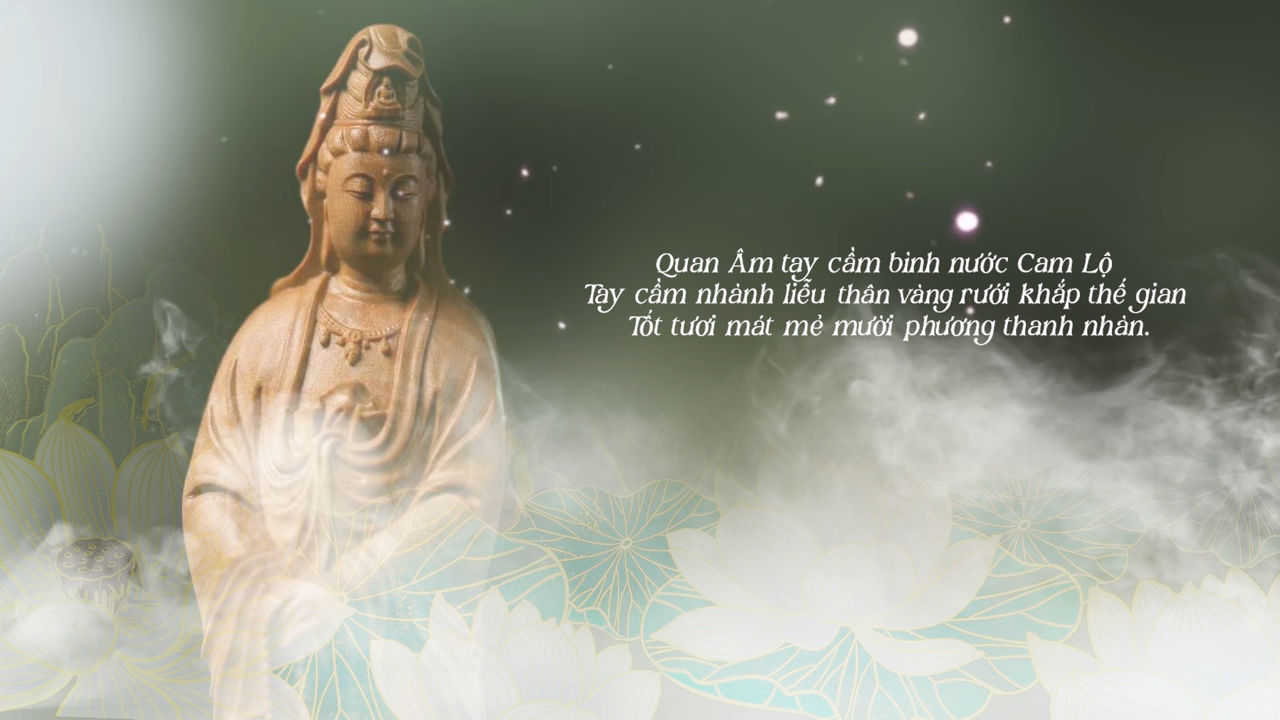 Quan Âm tay cầm bình nước Cam Lộ
Tay cầm nhành liễu thân vàng rưới khắp thế gian
Tốt tươi mát mẻ mười phương thanh nhàn.